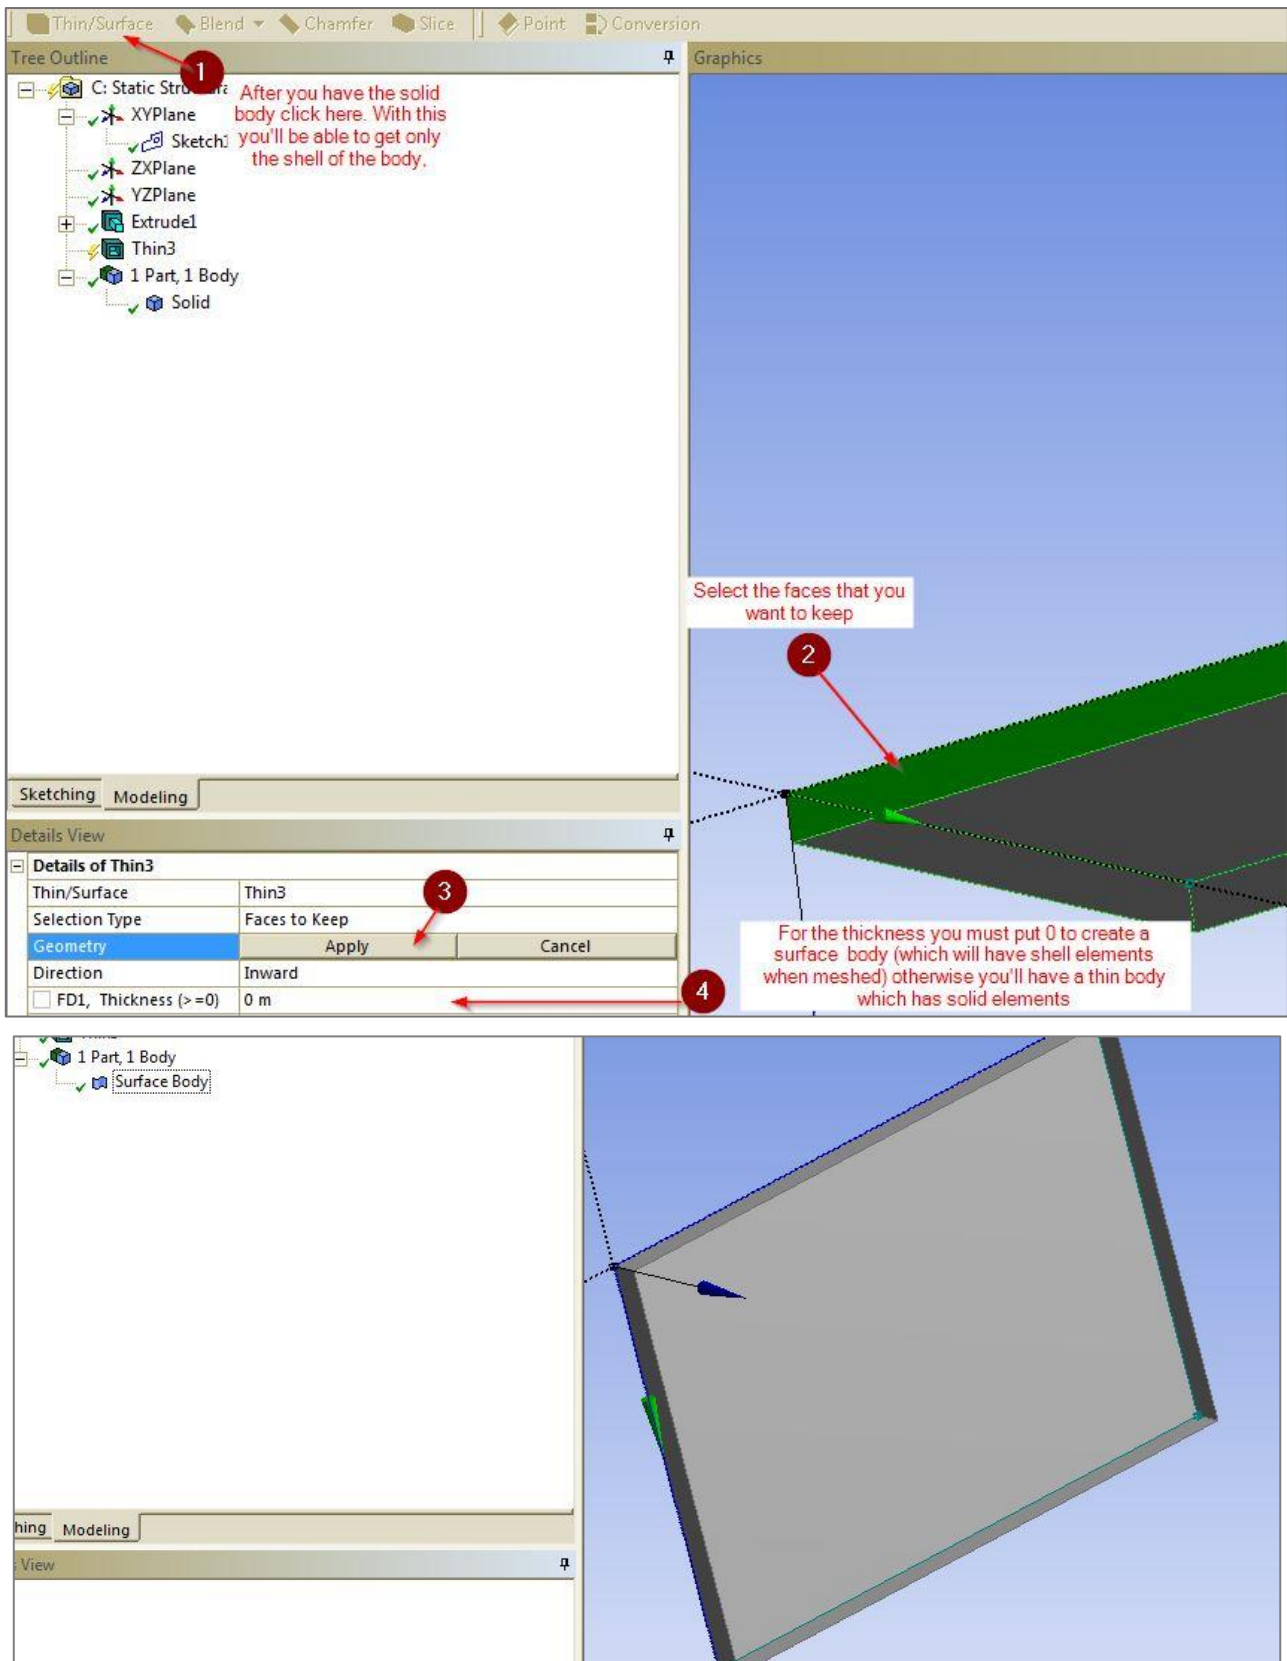 Thin/Surface Blend Chamfer Slice Point Conversion
Tree Outline
Graphics
1
C: Static
After you have the solid
body click here. With this
you'll be able to get only
the shell of the body.
XYPlane
Sketch1
ZXPlane
YZPlane
Extrude1
Thin3
1 Part, 1 Body
Solid
Select the faces that you
want to keep
2
Sketching Modeling
Details View
Details of Thin3
Thin/Surface Thin3
3
Selection Type Faces to Keep
Geometry Apply Cancel
Direction Inward
FD1, Thickness (>=0) 0 m
4
For the thickness you must put 0 to create a
surface body (which will have shell elements
when meshed) otherwise you'll have a thin body
which has solid elements
1 Part, 1 Body
Surface Body
hing Modeling
View